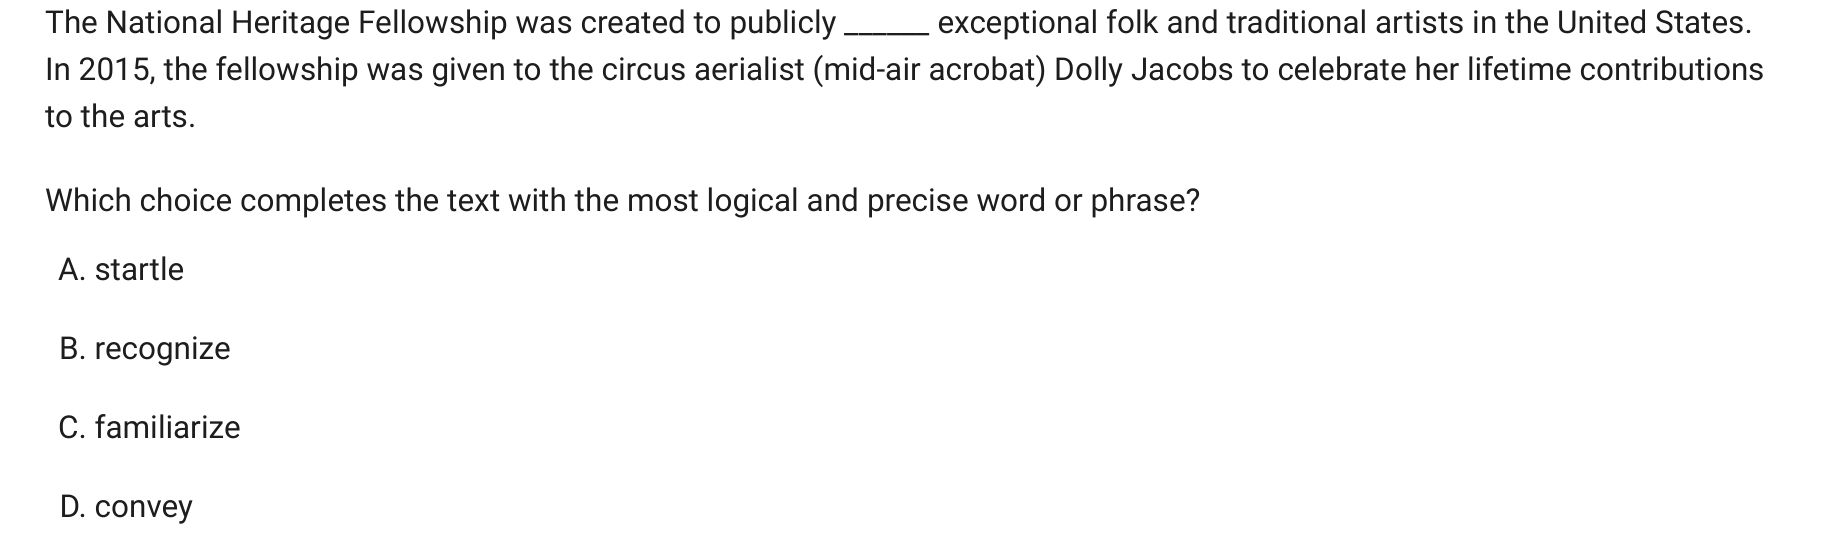 The National Heritage Fellowship was created to publicly ______ exceptional folk and traditional artists in the United States.
In 2015, the fellowship was given to the circus aerialist (mid-air acrobat) Dolly Jacobs to celebrate her lifetime contributions
to the arts.
Which choice completes the text with the most logical and precise word or phrase?
A. startle
B. recognize
C. familiarize
D. convey